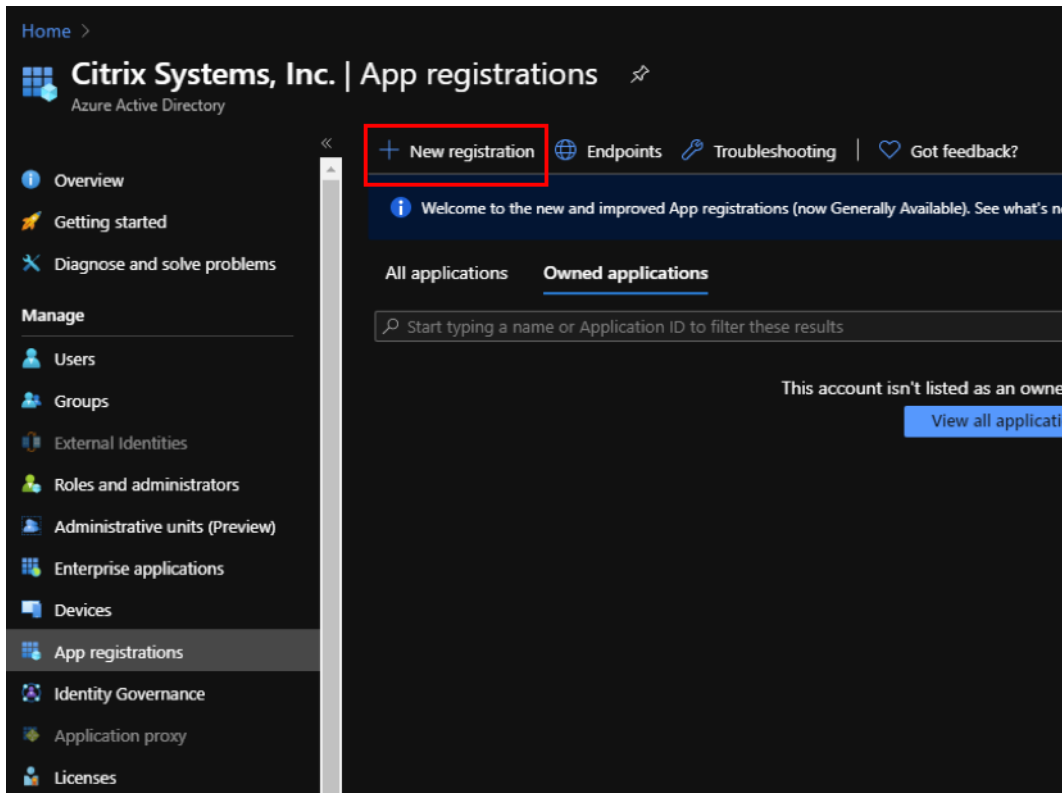 Home >
Citrix Systems, Inc. | App registrations
Azure Active Directory
«
Overview
Getting started
Diagnose and solve problems
Manage
Users
Groups
External Identities
Roles and administrators
Administrative units (Preview)
Enterprise applications
Devices
App registrations
Identity Governance
Application proxy
Licenses
+ New registration Endpoints Troubleshooting | Got feedback?
Welcome to the new and improved App registrations (now Generally Available). See what's
All applications Owned applications
Start typing a name or Application ID to filter these results
This account isn't listed as an
View all